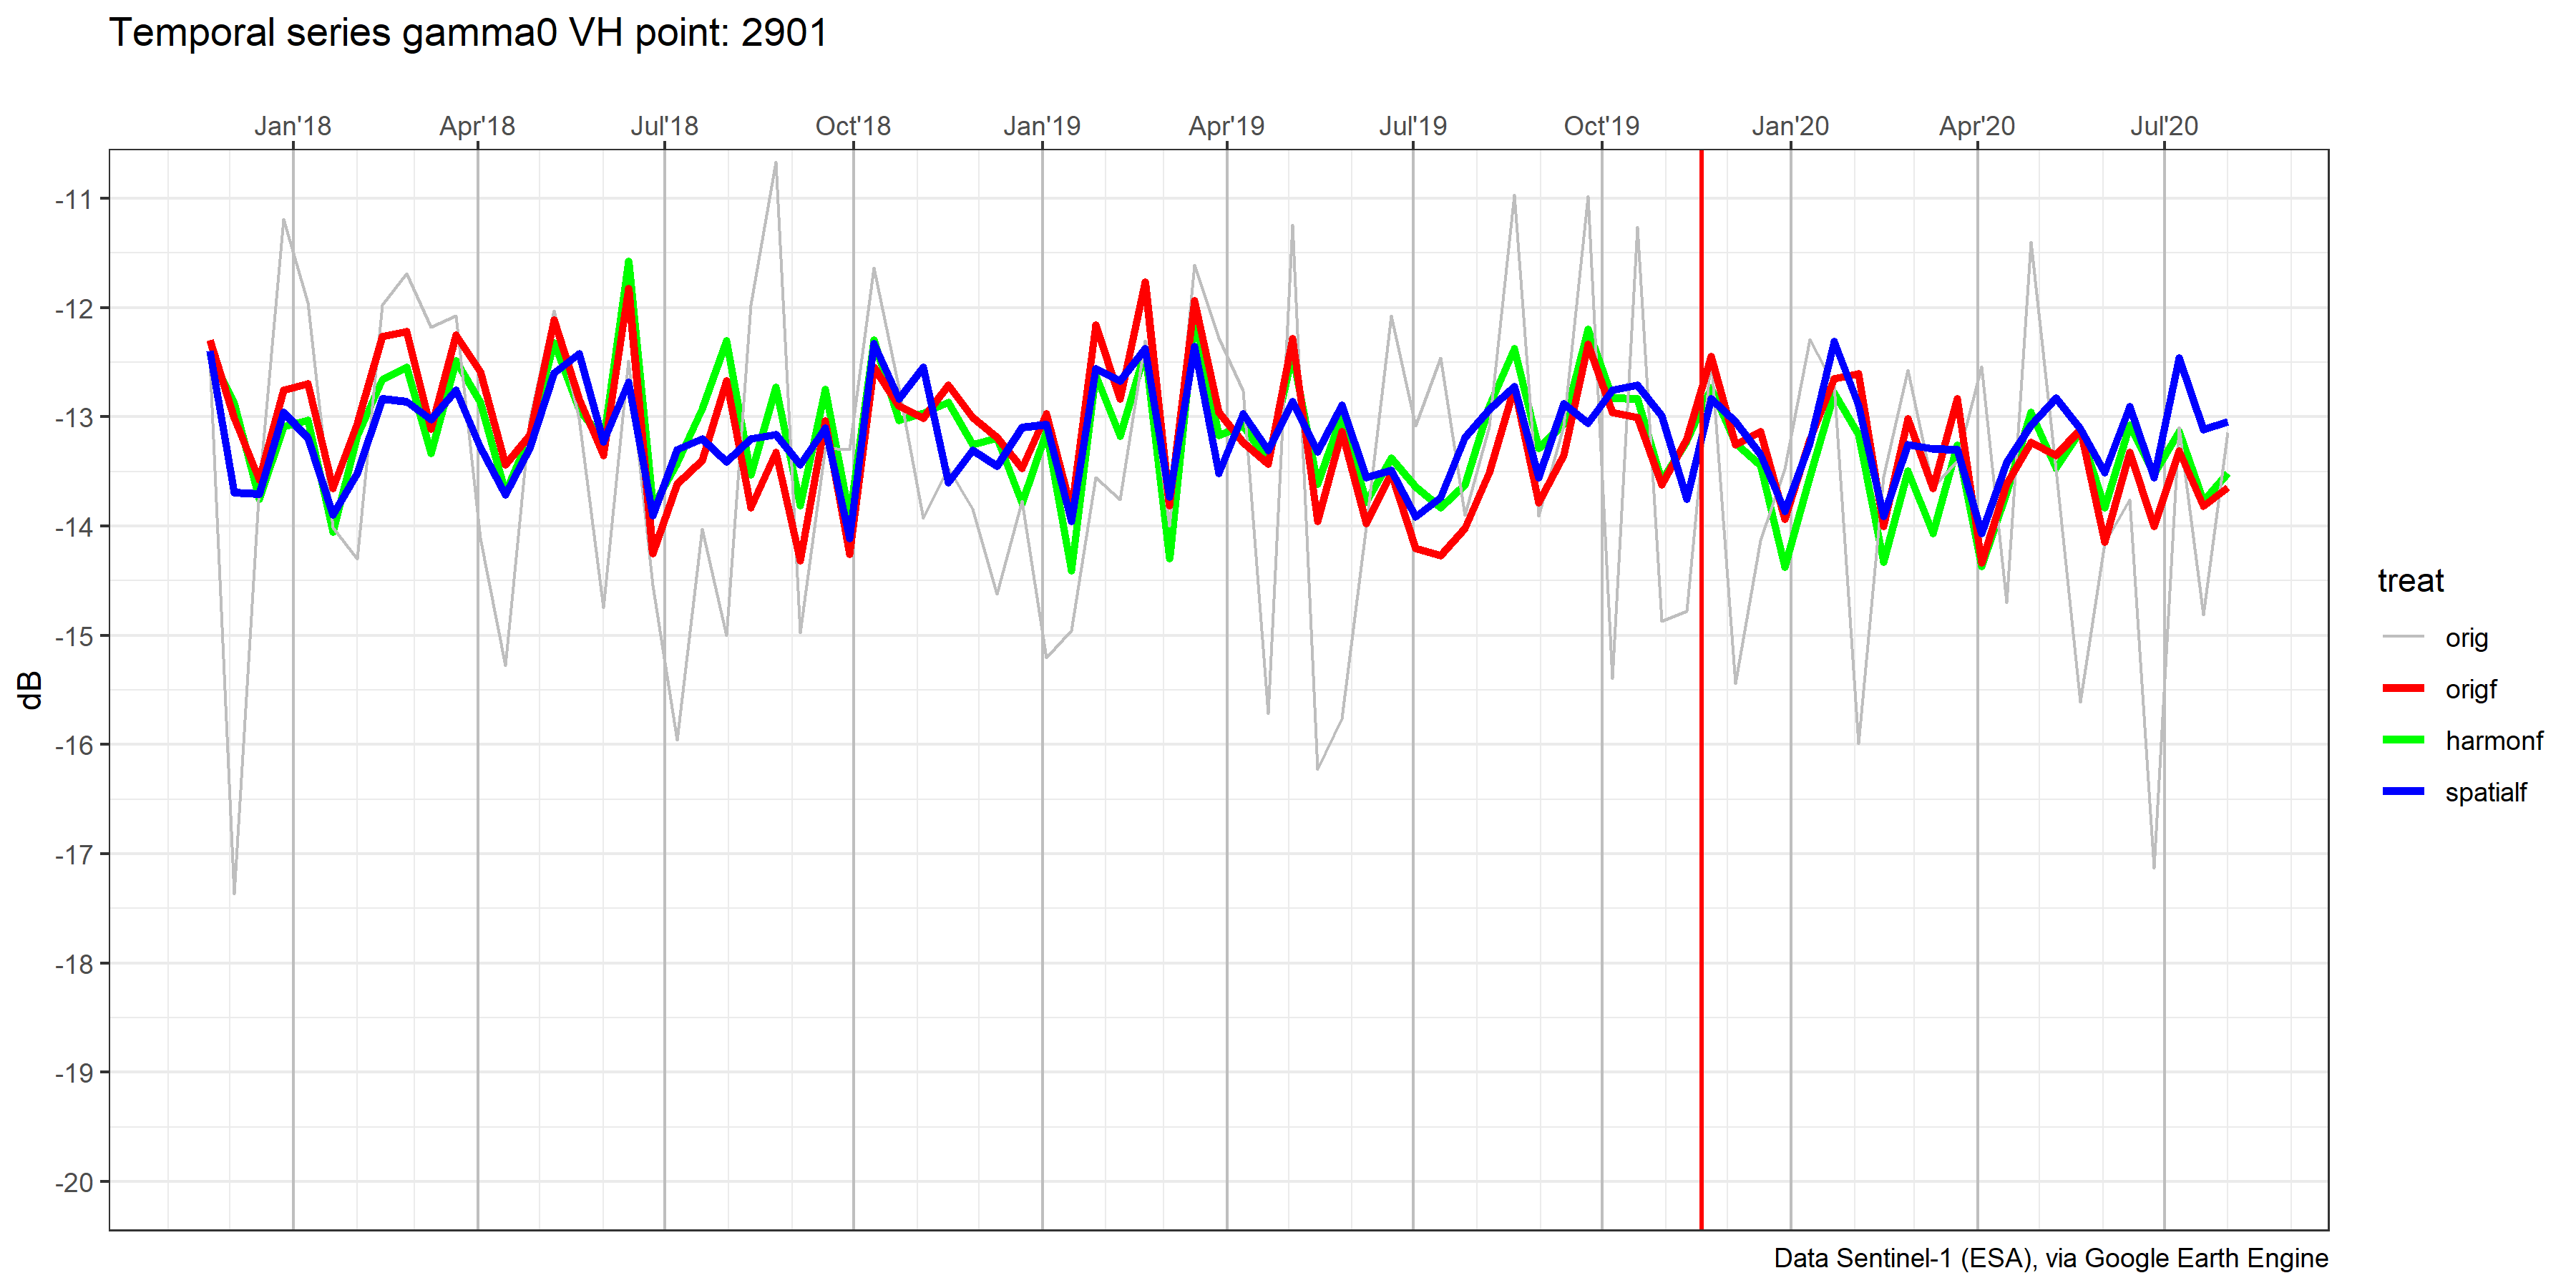 Temporal series gamma0 VH point: 2901
Jan'18 Apr'18 Jul'18 Oct'18 Jan'19 Apr'19 Jul'19 Oct'19 Jan'20 Apr'20 Jul'20
-11
-12
-13
-14
-15
-16
-17
-18
-19
-20
dB
treat
orig
origf
harmonf
spatialf
Data Sentinel-1 (ESA), via Google Earth Engine